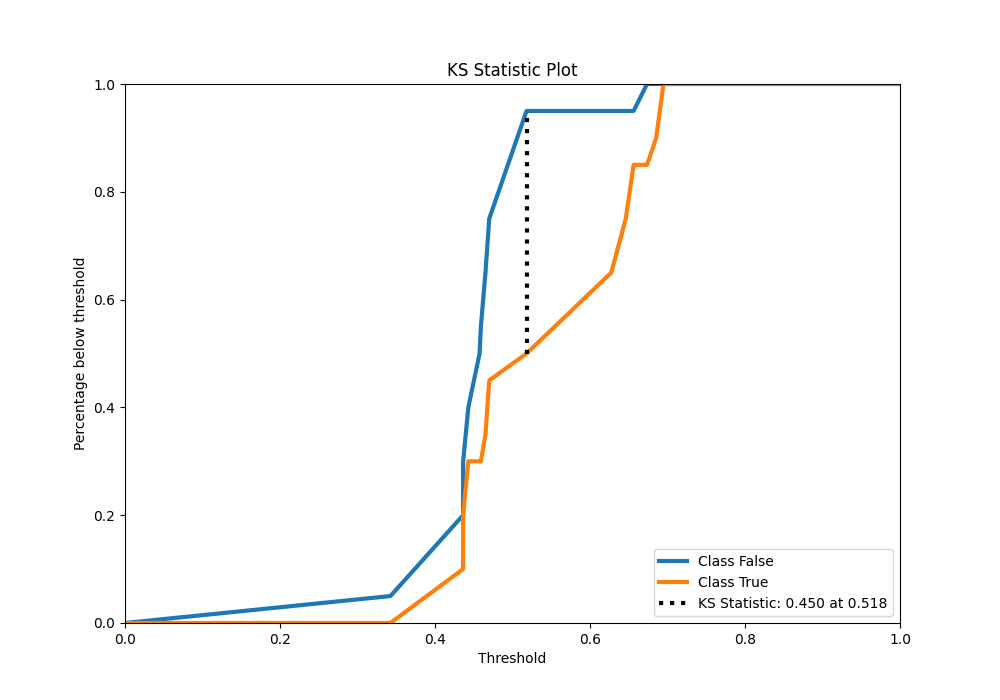 KS Statistic Plot
1.0
0.8
0.6
0.4
0.2
0.0
Percentage below threshold
0.0 0.2 0.4 0.6 0.8 1.0
Threshold
Class False
Class True
KS Statistic: 0.450 at 0.518